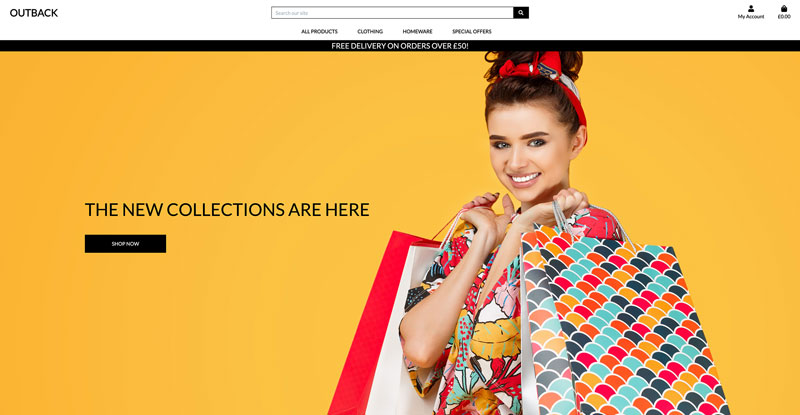 OUTBACK
Search our site
My Account
£0.00
ALL PRODUCTS CLOTHING HOMEWARE SPECIAL OFFERS
FREE DELIVERY ON ORDERS OVER £50!
THE NEW COLLECTIONS ARE HERE
SHOP NOW